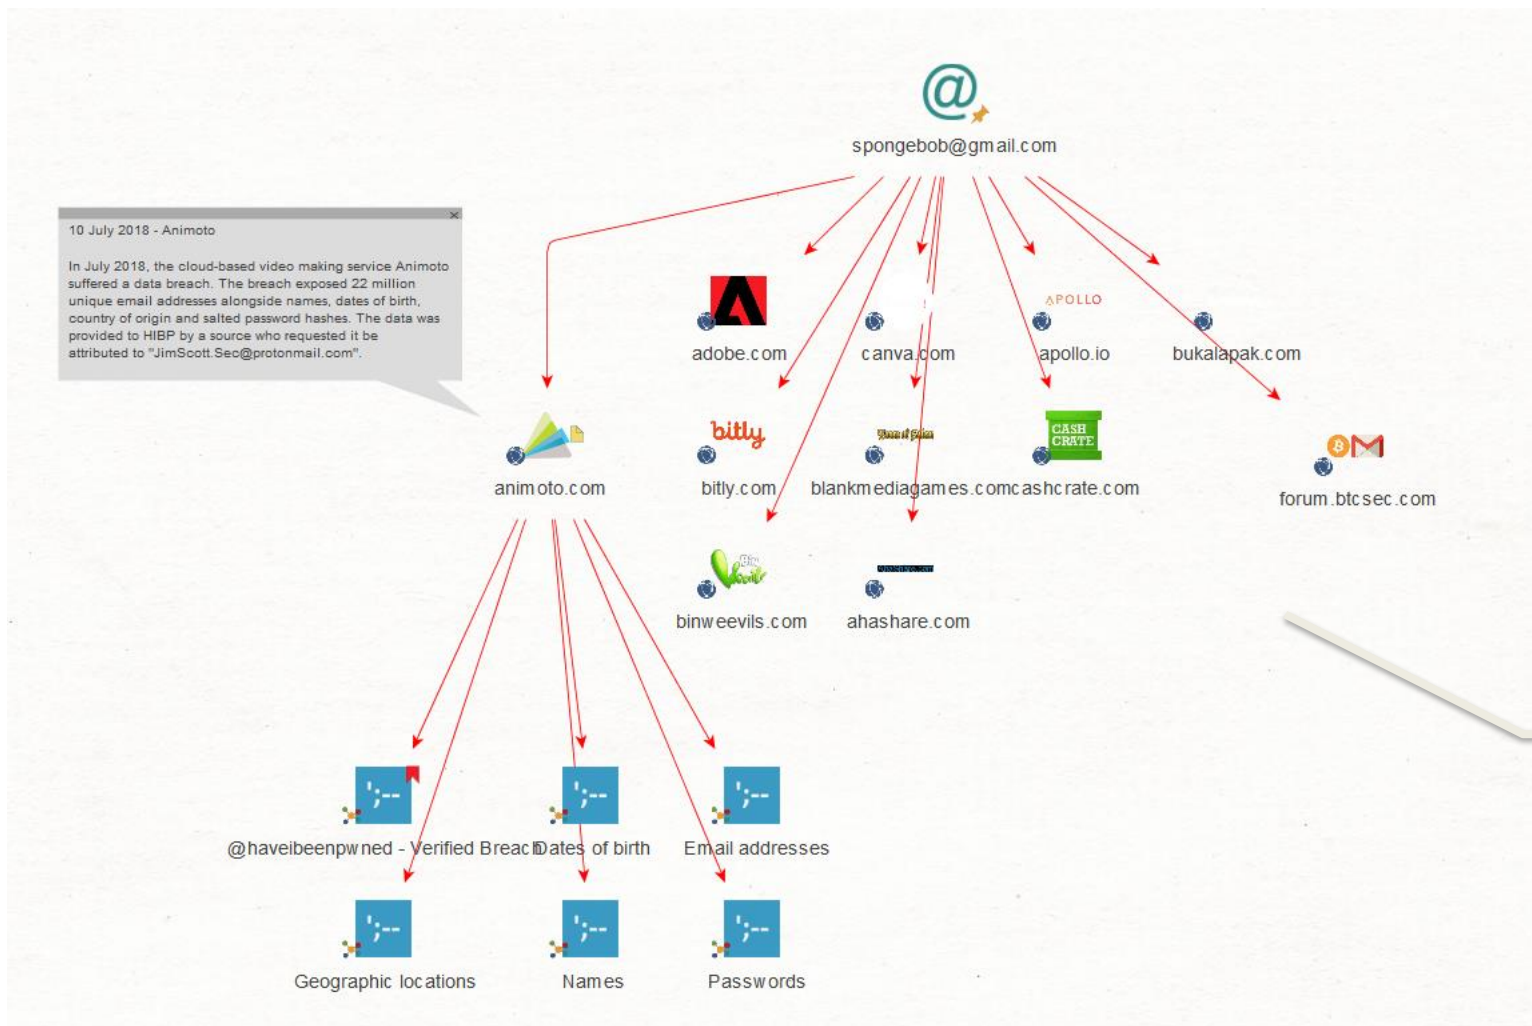 spongebob@gmail.com
10 July 2018 - Animoto
In July 2018, the cloud-based video making service Animoto
suffered a data breach. The breach exposed 22 million
unique email addresses alongside names, dates of birth,
country of origin and salted password hashes. The data was
provided to HIBP by a source who requested it be
attributed to "JimScott.Sec@protonmail.com".
APOLLO
adobe.com
canva.com
apollo.io
bukalapak.com
bitly
CASH
CRATE
animoto.com
bitly.com
blankmediagames.com
cashcrate.com
forum.btcsec.com
Bin
Weevils
binweevils.com
ahashare.com
';--
';--
';--
@haveibeenpwned - Verified Breach
Dates of birth
Email addresses
';--
';--
';--
Geographic locations
Names
Passwords